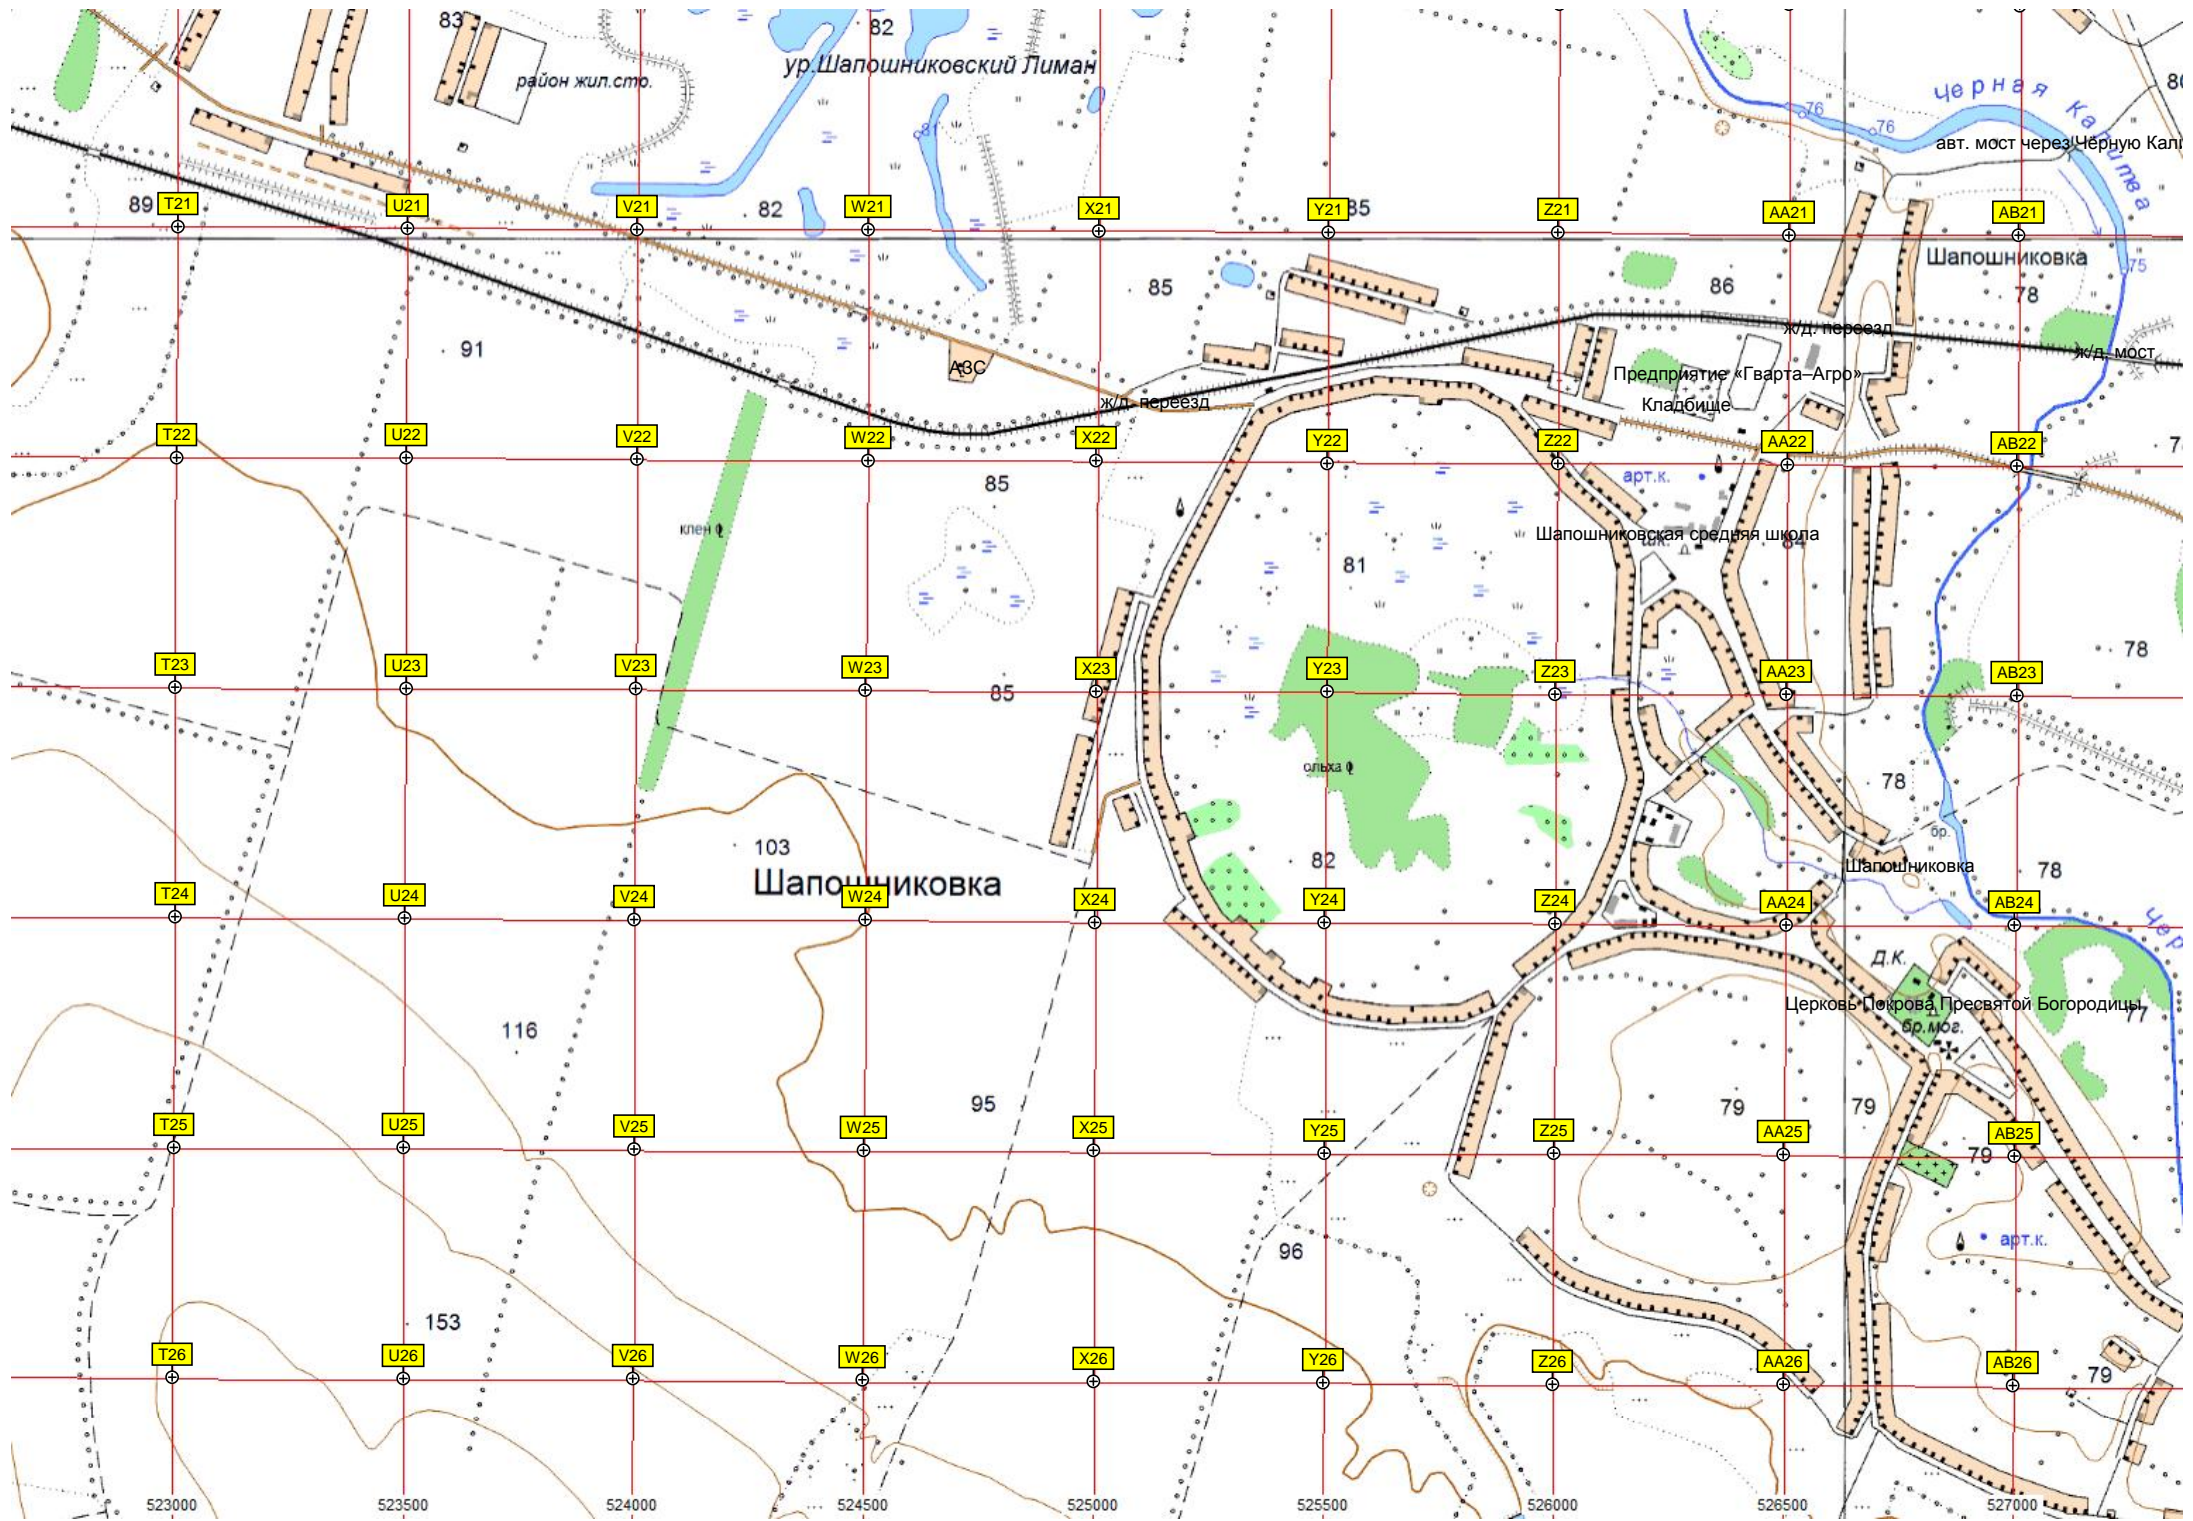 83
82
ур.Шапошниковский Лиман
район жил.сто.
Черная Калитва
76
76
81
авт. мост через Чёрную Кали
89
T21
U21
V21
82
W21
X21
Y21
85
Z21
AA21
AB21
Шапошниковка
75
85
86
78
ж/д. переезд
91
АЗС
ж/д. мост
Предприятие «Гварта–Агро»
ж/д. переезд
Кладбище
T22
U22
V22
W22
X22
Y22
Z22
AA22
AB22
85
арт.к.
клен
Шапошниковская средняя школа
шк.
84
81
78
T23
U23
V23
W23
X23
Y23
Z23
AA23
AB23
85
ольха
78
бр.
103
82
Шапошниковка
78
Шапошниковка
T24
U24
V24
W24
X24
Y24
Z24
AA24
AB24
Чер
Д.К.
Церковь Покрова Пресвятой Богородицы
77
бр.мог.
116
95
79
79
T25
U25
V25
W25
X25
Y25
Z25
AA25
AB25
79
арт.к.
96
153
T26
U26
V26
W26
X26
Y26
Z26
AA26
AB26
79
523000
523500
524000
524500
525000
525500
526000
526500
527000